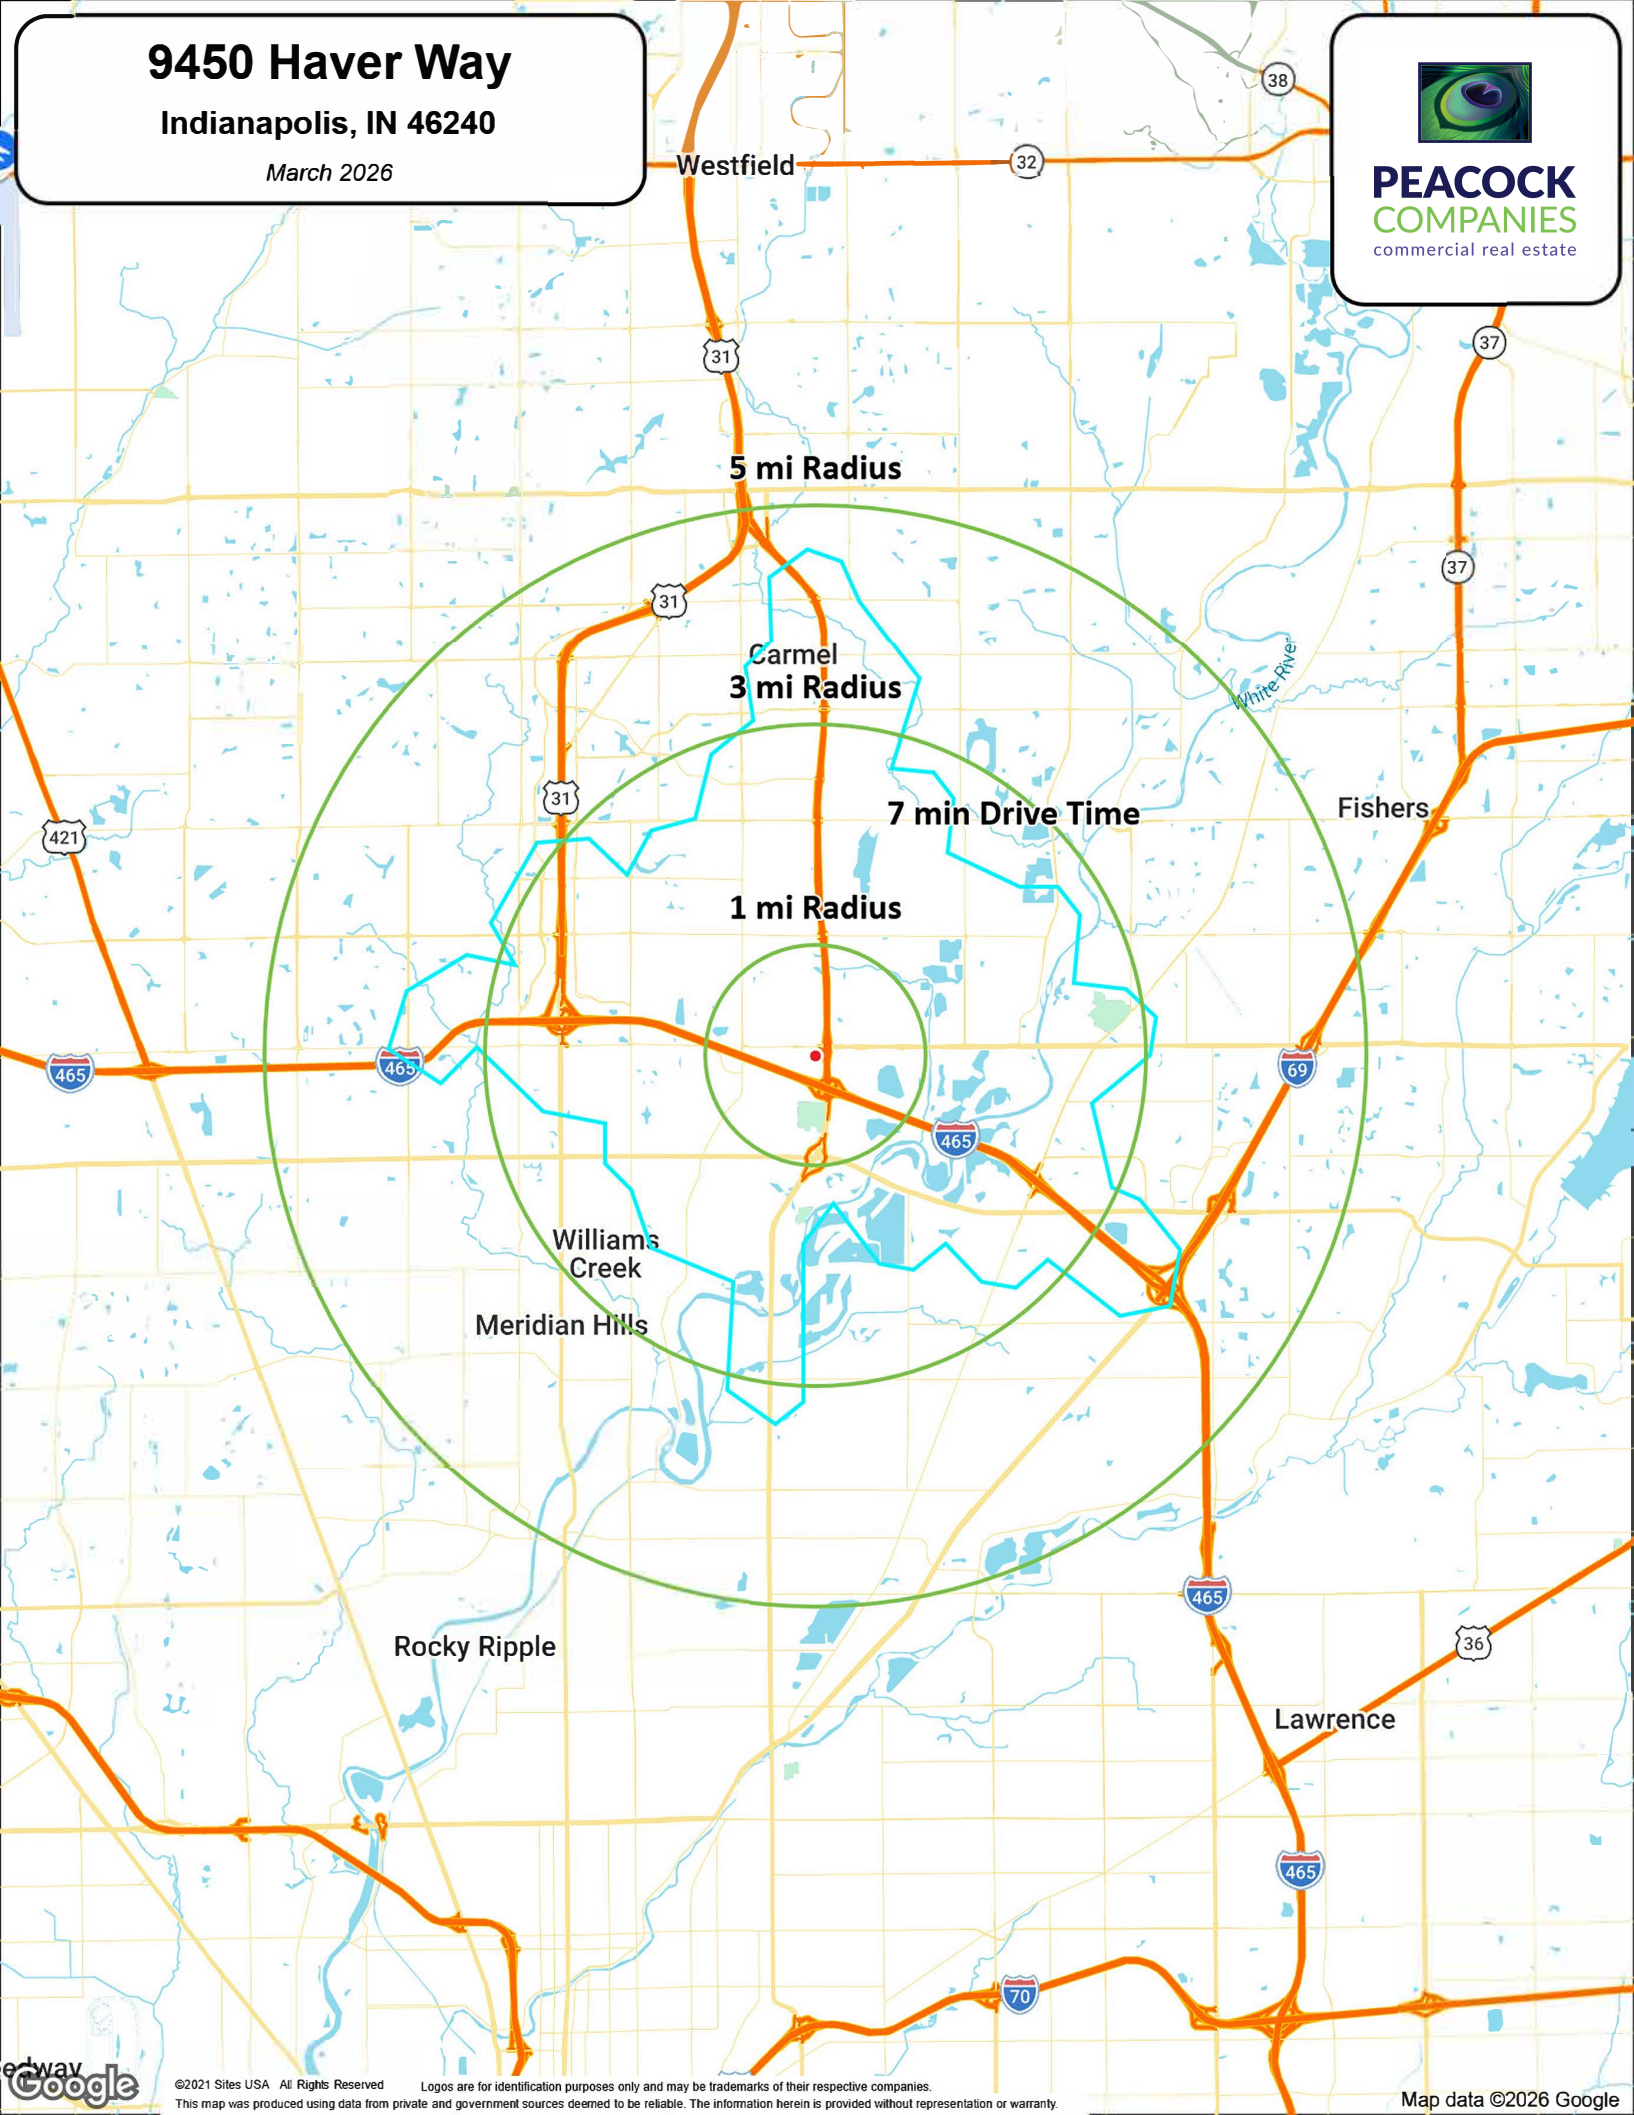 9450 Haver Way
Indianapolis, IN 46240
March 2026
PEACOCK
COMPANIES
commercial real estate
38
Westfield
32
31
37
5 mi Radius
37
31
Carmel
White River
3 mi Radius
31
Fishers
7 min Drive Time
421
1 mi Radius
465
465
69
465
Williams
Creek
Meridian Hills
465
36
Rocky Ripple
Lawrence
465
70
edway
Google
©2021 Sites USA All Rights Reserved Logos are for identification purposes only and may be trademarks of their respective companies.
This map was produced using data from private and government sources deemed to be reliable. The information herein is provided without representation or warranty.
Map data ©2026 Google